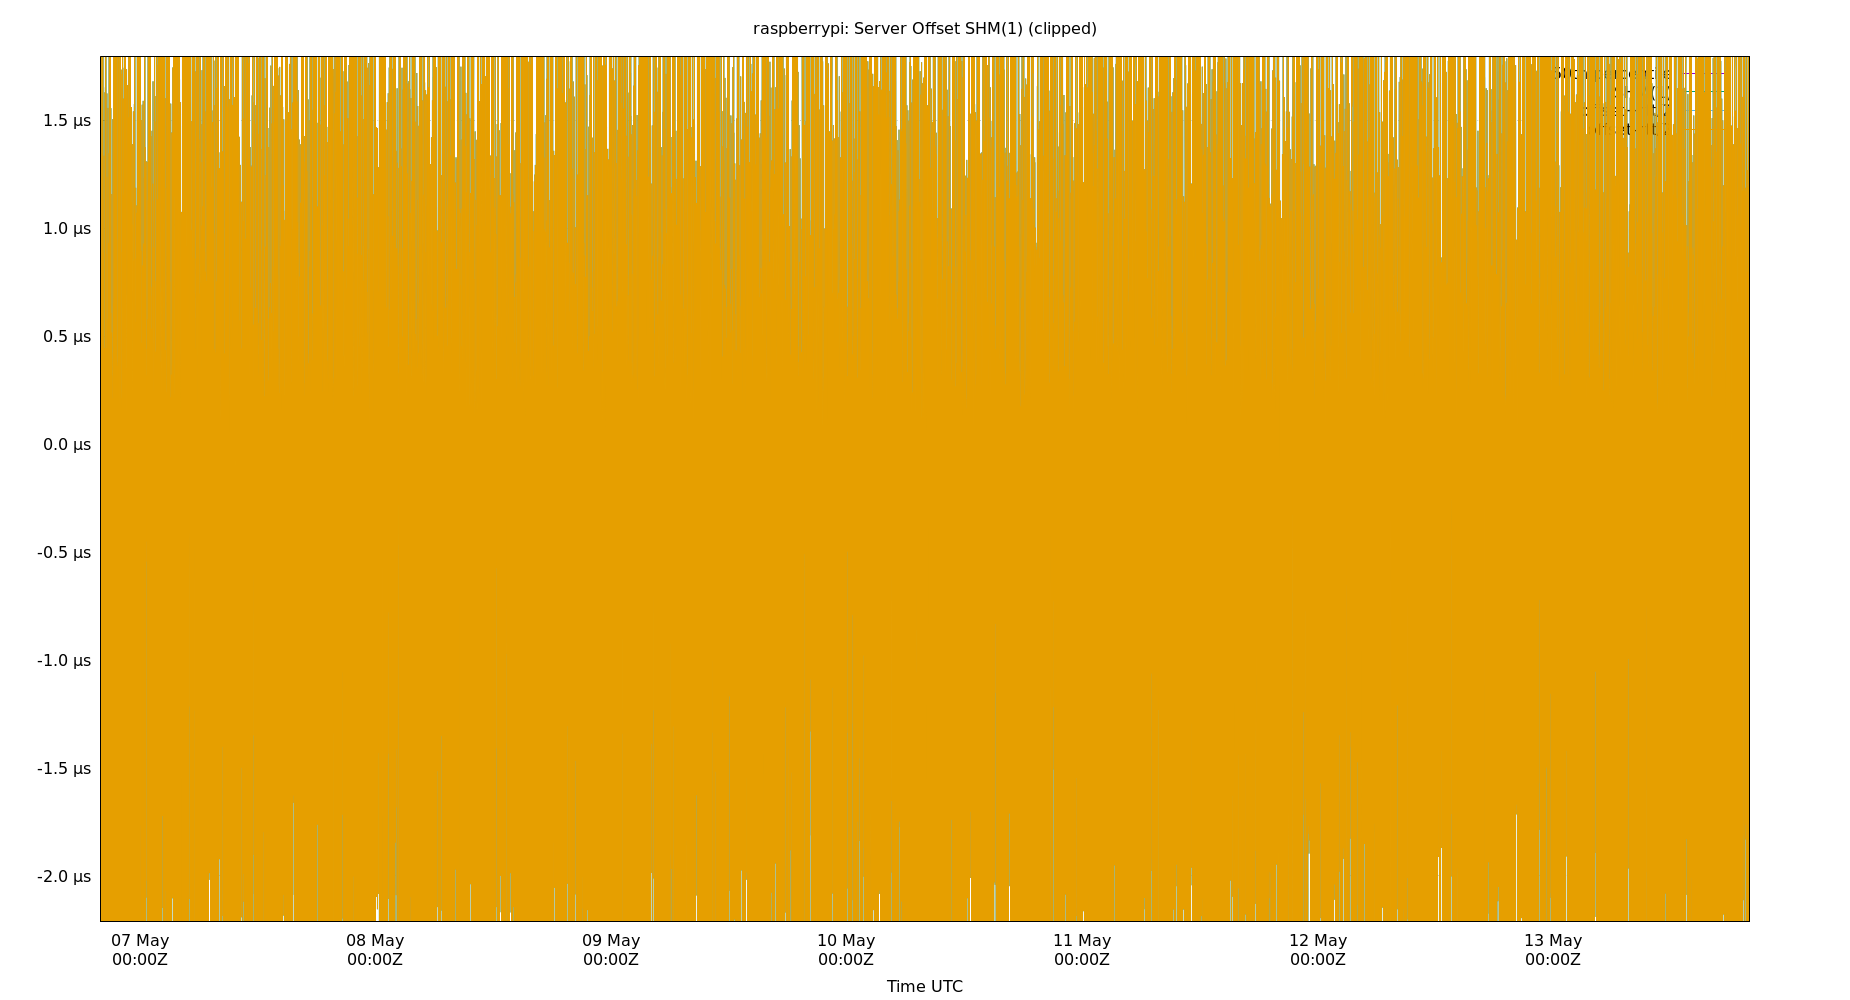 raspberrypi: Server Offset SHM(1) (clipped)
1.5 µs
1.0 µs
0.5 µs
0.0 µs
-0.5 µs
-1.0 µs
-1.5 µs
-2.0 µs
07 May 08 May 09 May 10 May 11 May 12 May 13 May
00:00Z 00:00Z 00:00Z 00:00Z 00:00Z 00:00Z 00:00Z
Time UTC